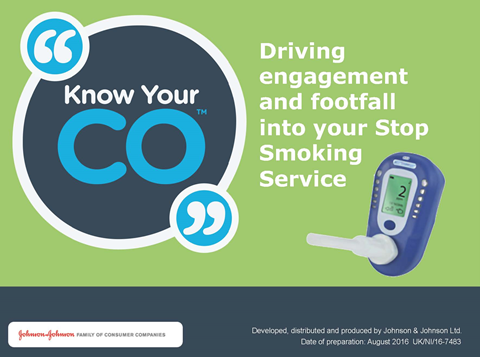 “
Know Your
CO™
”
Driving
engagement
and footfall
into your Stop
Smoking
Service
2
Johnson & Johnson FAMILY OF CONSUMER COMPANIES
Developed, distributed and produced by Johnson & Johnson Ltd.
Date of preparation: August 2016 UK/NI/16-7483